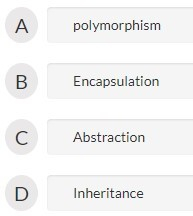 A polymorphism
B Encapsulation
C Abstraction
D Inheritance